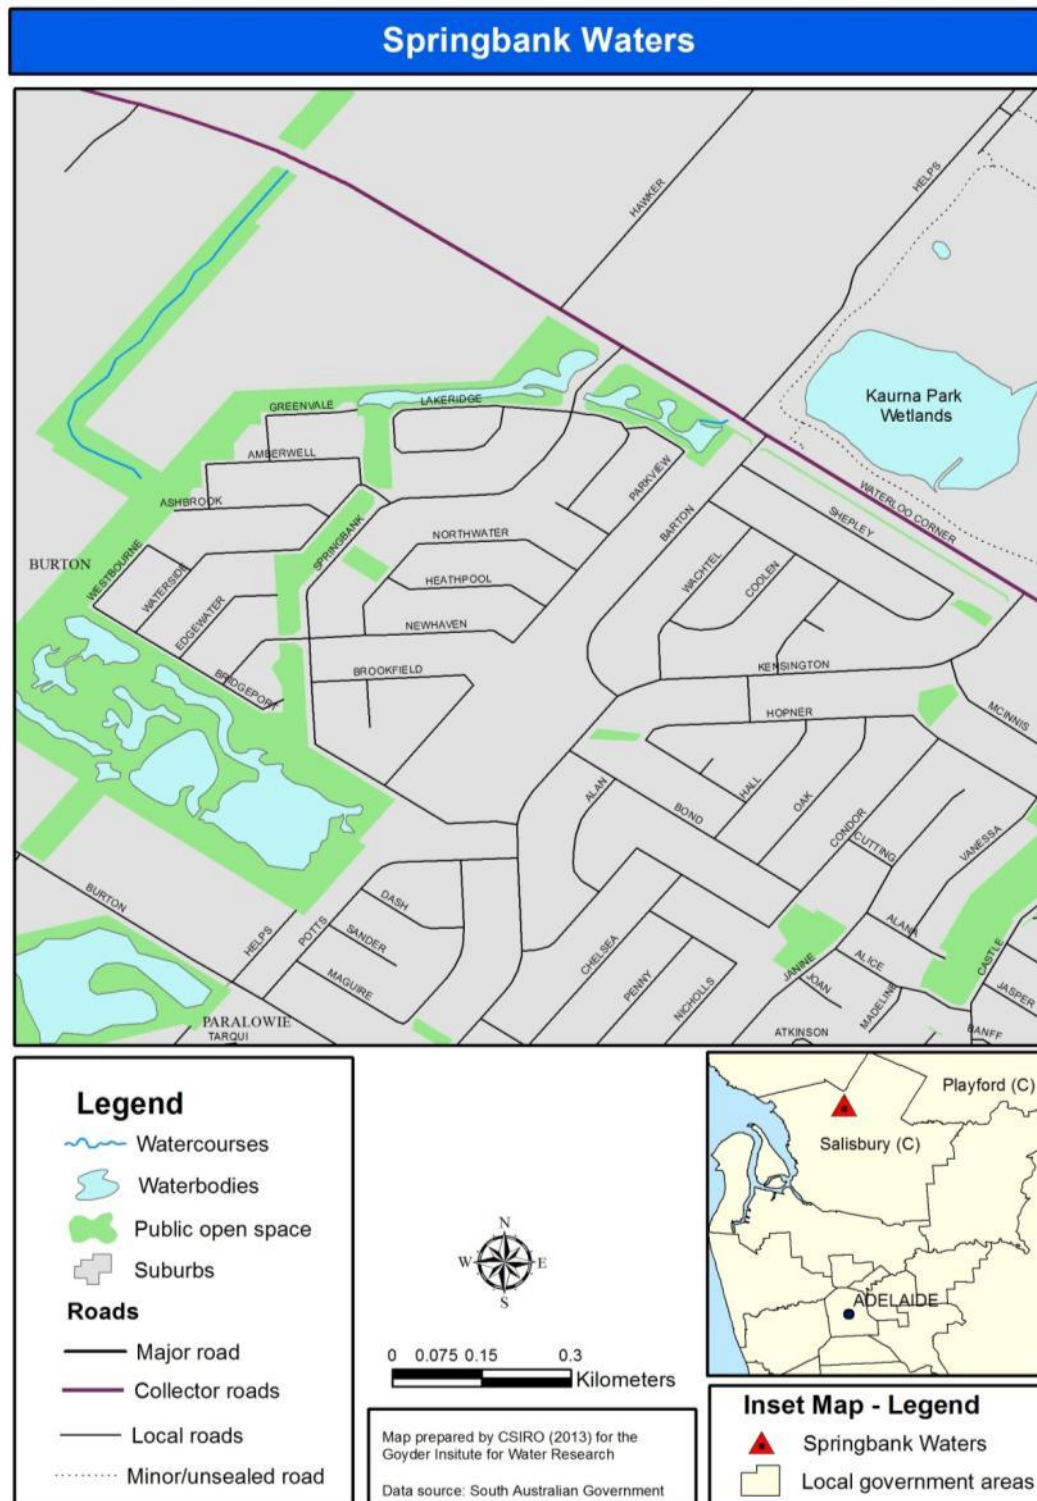 Springbank Waters
HAWKER
HELPS
Kaurna Park
Wetlands
GREENVALE
LAKERIDGE
AMBERWELL
ASHBROOK
PARKVIEW
WATERLOO CORNER
SHEPLEY
BARTON
SPRINGBANK
NORTHWATER
BURTON
WESTBOURNE
WATERSIDE
HEATHPOOL
WACHTEL
COOLEN
EDGEWATER
NEWHAVEN
BRIDGEPORT
BROOKFIELD
KENSINGTON
HOPNER
MCINNIS
ALAN
HALL
OAK
BOND
CONDOR
CUTTING
VANESSA
BURTON
DASH
HELPS
POTTS
SANDER
MAGUIRE
CHELSEA
PENNY
NICHOLLS
JANINE
JOAN
ALANA
ALICE
MADELINE
CASTLE
JASPER
PARALOWIE
TARQUI
ATKINSON
BANFF
Legend
Watercourses
Waterbodies
Public open space
Suburbs
Roads
Major road
Collector roads
Local roads
Minor/unsealed road
N
W E
S
0 0.075 0.15 0.3
Kilometers
Map prepared by CSIRO (2013) for the
Goyder Insitute for Water Research
Data source: South Australian Government
Playford (C)
Salisbury (C)
ADELAIDE
Inset Map - Legend
Springbank Waters
Local government areas